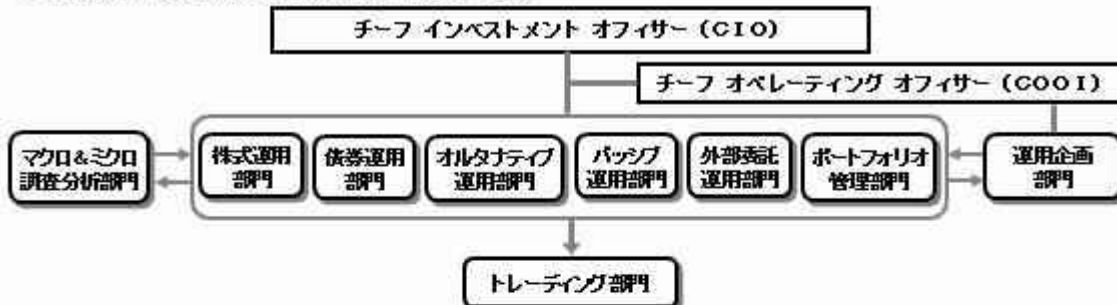 チーフ インベストメント オフィサー (CIO)
チーフ オペレーティング オフィサー (COOI)
マクロ&ミクロ
調査分析部門
株式運用
部門
債券運用
部門
オルタナティブ
運用部門
パッシブ
運用部門
外部委託
運用部門
ポートフォリオ
管理部門
運用企画
部門
トレーディング部門